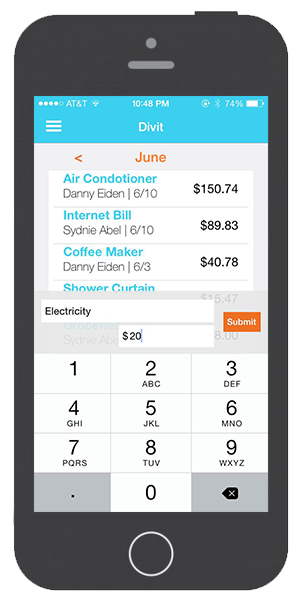 AT&T 10:48 PM 74%
Divit
< June
Air Condotioner
Danny Eiden | 6/10 $150.74
Internet Bill
Sydnie Abel | 6/10 $89.83
Coffee Maker
Danny Eiden | 6/3 $40.78
Shower Curtain
$15.47
Electricity
Submit
Sydnie Abe 8.00
$20
1 2 3
ABC DEF
4 5 6
GHI JKL MNO
7 8 9
PQRS TUV WXYZ
. 0